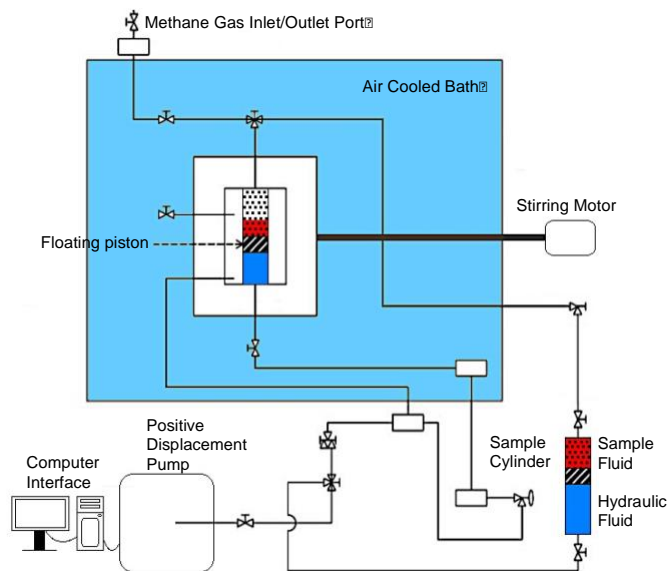 Methane Gas Inlet/Outlet Port⍰
Air Cooled Bath⍰
Stirring Motor
Floating piston
Positive
Displacement
Pump
Computer
Interface
Sample
Cylinder
Sample
Fluid
Hydraulic
Fluid